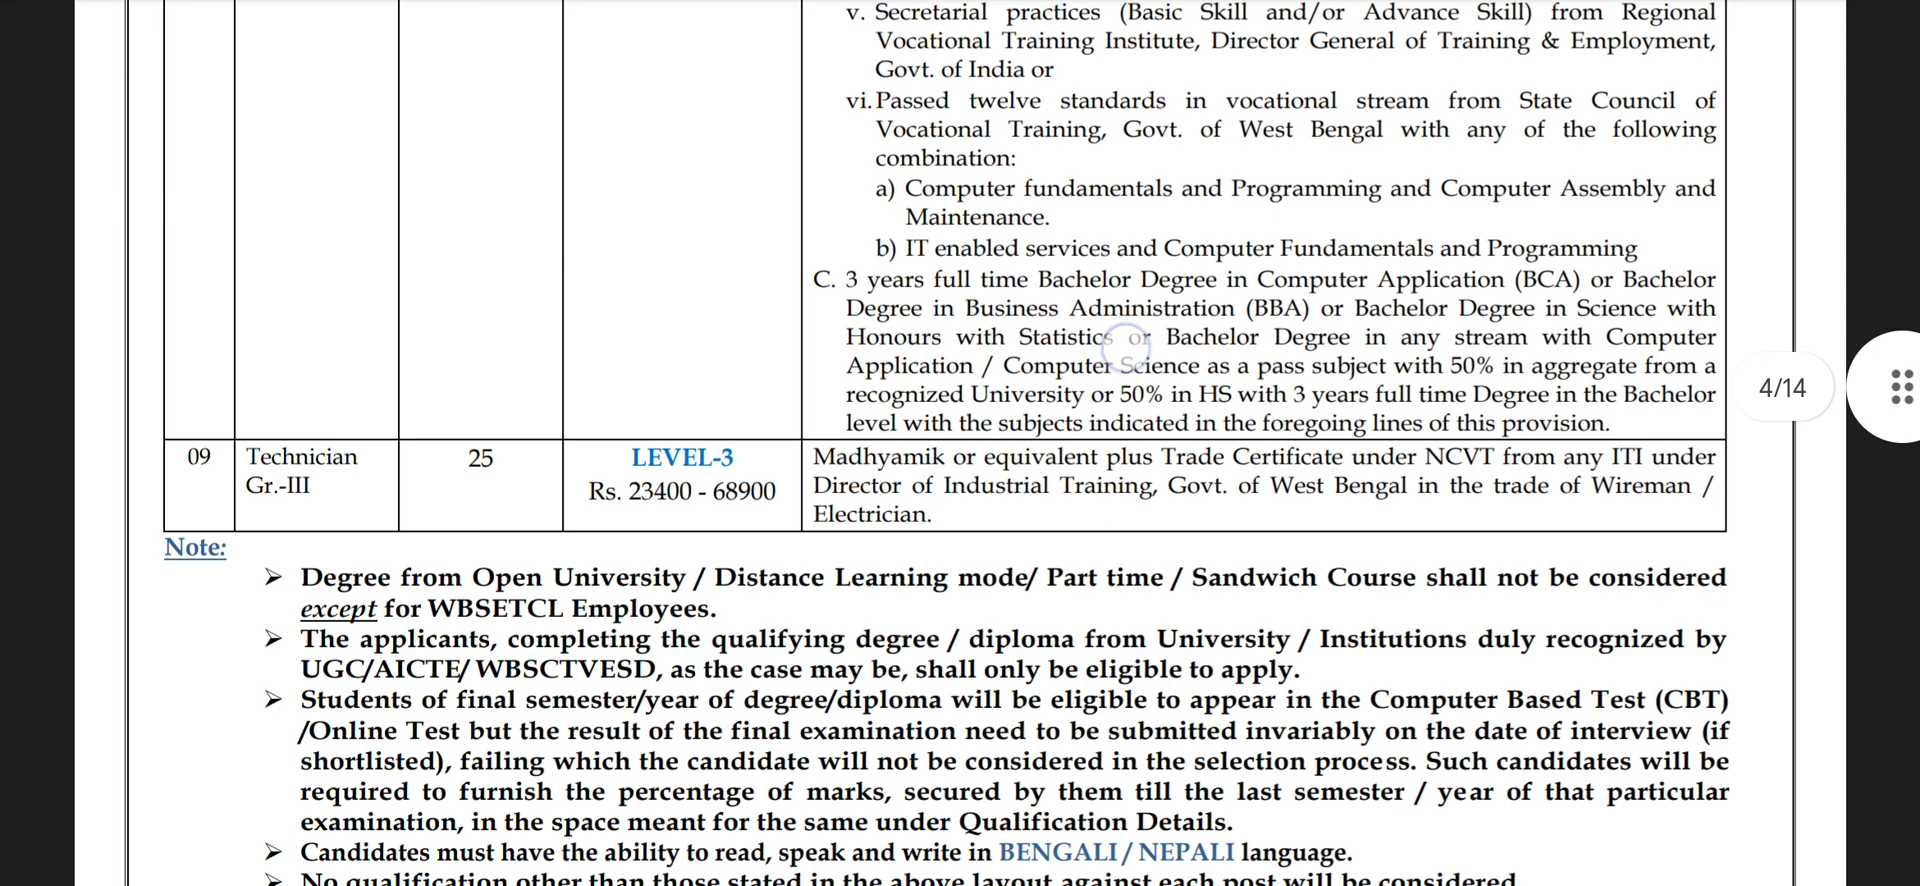 v. Secretarial practices (Basic Skill and/or Advance Skill) from Regional
Vocational Training Institute, Director General of Training & Employment,
Govt. of India or
vi. Passed twelve standards in vocational stream from State Council of
Vocational Training, Govt. of West Bengal with any of the following
combination:
a) Computer fundamentals and Programming and Computer Assembly and
Maintenance.
b) IT enabled services and Computer Fundamentals and Programming
C. 3 years full time Bachelor Degree in Computer Application (BCA) or Bachelor
Degree in Business Administration (BBA) or Bachelor Degree in Science with
Honours with Statistics or Bachelor Degree in any stream with Computer
Application / Computer Science as a pass subject with 50% in aggregate from a
recognized University or 50% in HS with 3 years full time Degree in the Bachelor
level with the subjects indicated in the foregoing lines of this provision.
4/14
09
Technician
Gr.-III
25
LEVEL-3
Rs. 23400 - 68900
Madhyamik or equivalent plus Trade Certificate under NCVT from any ITI under
Director of Industrial Training, Govt. of West Bengal in the trade of Wireman /
Electrician.
Note:
➢ Degree from Open University / Distance Learning mode/ Part time / Sandwich Course shall not be considered
except for WBSETCL Employees.
➢ The applicants, completing the qualifying degree / diploma from University / Institutions duly recognized by
UGC/AICTE/ WBSCTVESD, as the case may be, shall only be eligible to apply.
➢ Students of final semester/year of degree/diploma will be eligible to appear in the Computer Based Test (CBT)
/Online Test but the result of the final examination need to be submitted invariably on the date of interview (if
shortlisted), failing which the candidate will not be considered in the selection process. Such candidates will be
required to furnish the percentage of marks, secured by them till the last semester / year of that particular
examination, in the space meant for the same under Qualification Details.
➢ Candidates must have the ability to read, speak and write in BENGALI / NEPALI language.
➢ No qualification other than those stated in the above layout against each post will be considered